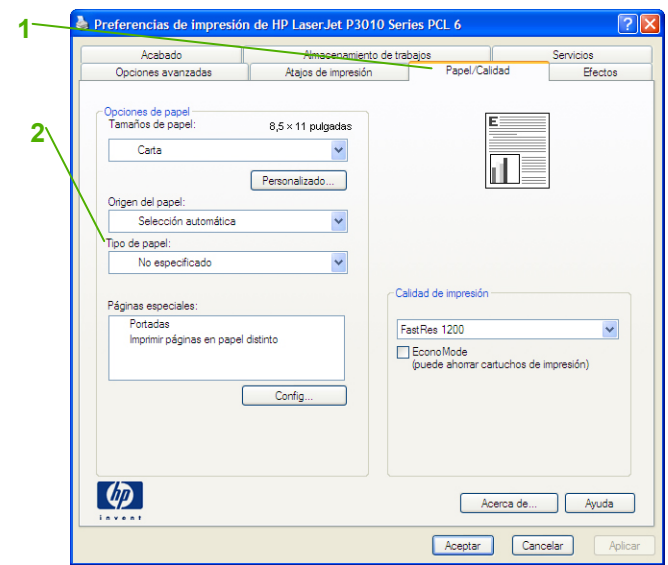 1
Preferencias de impresión de HP LaserJet P3010 Series PCL 6
Acabado Almacenamiento de trabajos Servicios
Opciones avanzadas Atajos de impresión Papel/Calidad Efectos
Opciones de papel
Tamaños de papel: 8,5 × 11 pulgadas
2
Carta
Personalizado...
Origen del papel:
Selección automática
Tipo de papel:
No especificado
Páginas especiales:
Portadas
Imprimir páginas en papel distinto
Config...
E
Calidad de impresión
FastRes 1200
EconoMode
(puede ahorrar cartuchos de impresión)
hp
invent
Acerca de... Ayuda
Aceptar Cancelar Aplicar